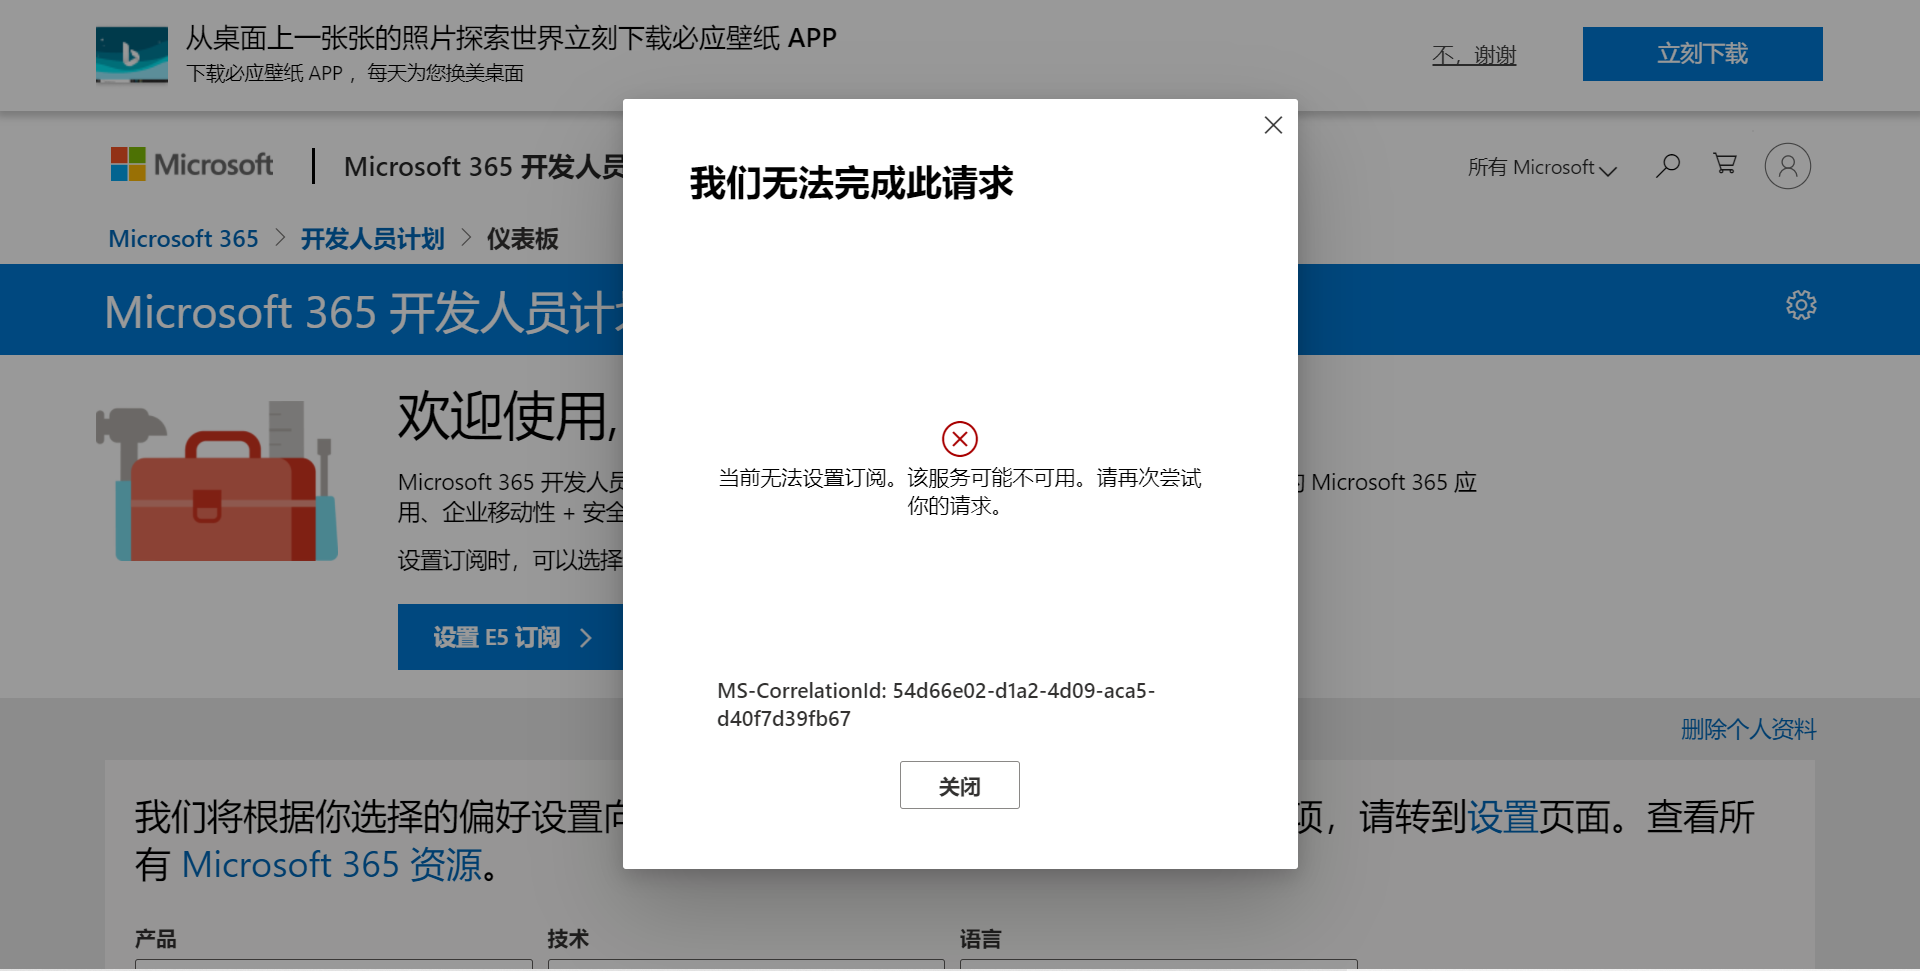 从桌面上一张张的照片探索世界立刻下载必应壁纸 APP
下载必应壁纸 APP ，每天为您换美桌面
不，谢谢
立刻下载
Microsoft
Microsoft 365 开发人员
所有 Microsoft
Microsoft 365 > 开发人员计划 > 仪表板
Microsoft 365 开发人员计
欢迎使用,
Microsoft 365 开发人员
的 Microsoft 365 应
用、企业移动性 + 安全
设置订阅时，可以选择
设置 E5 订阅
我们无法完成此请求
当前无法设置订阅。该服务可能不可用。请再次尝试
你的请求。
MS-CorrelationId: 54d66e02-d1a2-4d09-aca5-
d40f7d39fb67
关闭
删除个人资料
我们将根据你选择的偏好设置向
项，请转到设置页面。查看所
有 Microsoft 365 资源。
产品
技术
语言